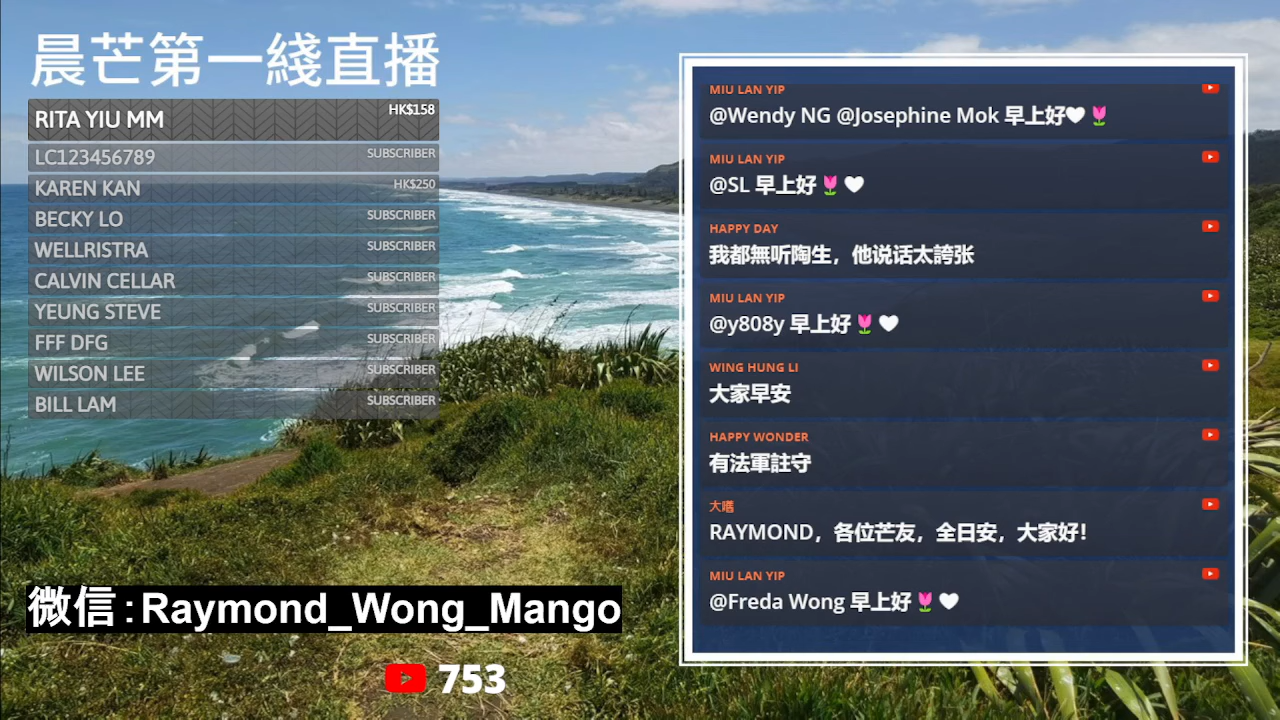 晨芒第一綫直播
RITA YIU MM HK$158
LC123456789 SUBSCRIBER
KAREN KAN HK$250
BECKY LO SUBSCRIBER
WELLRISTRA SUBSCRIBER
CALVIN CELLAR SUBSCRIBER
YEUNG STEVE SUBSCRIBER
FFF DFG SUBSCRIBER
WILSON LEE SUBSCRIBER
BILL LAM SUBSCRIBER
微信:Raymond_Wong_Mango
753
MIU LAN YIP
@Wendy NG @Josephine Mok 早上好🤍🌷
MIU LAN YIP
@SL 早上好🌷🤍
HAPPY DAY
我都無听陶生，他说话太誇张
MIU LAN YIP
@y808y 早上好🌷🤍
WING HUNG LI
大家早安
HAPPY WONDER
有法軍註守
MIU LAN YIP
@Freda Wong 早上好🌷🤍
RAYMOND，各位芒友，全日安，大家好！